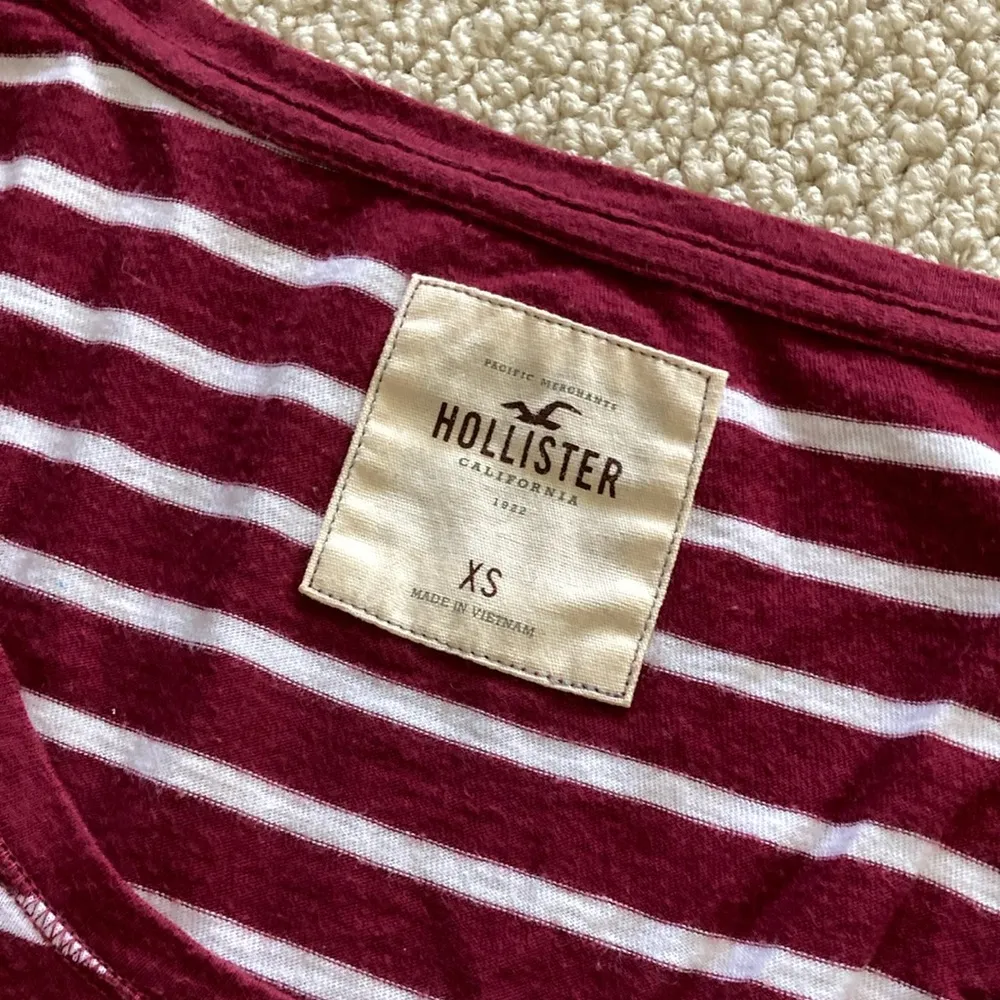 PACIFIC MERCHANTS
HOLLISTER
CALIFORNIA
1922
XS
MADE IN VIETNAM